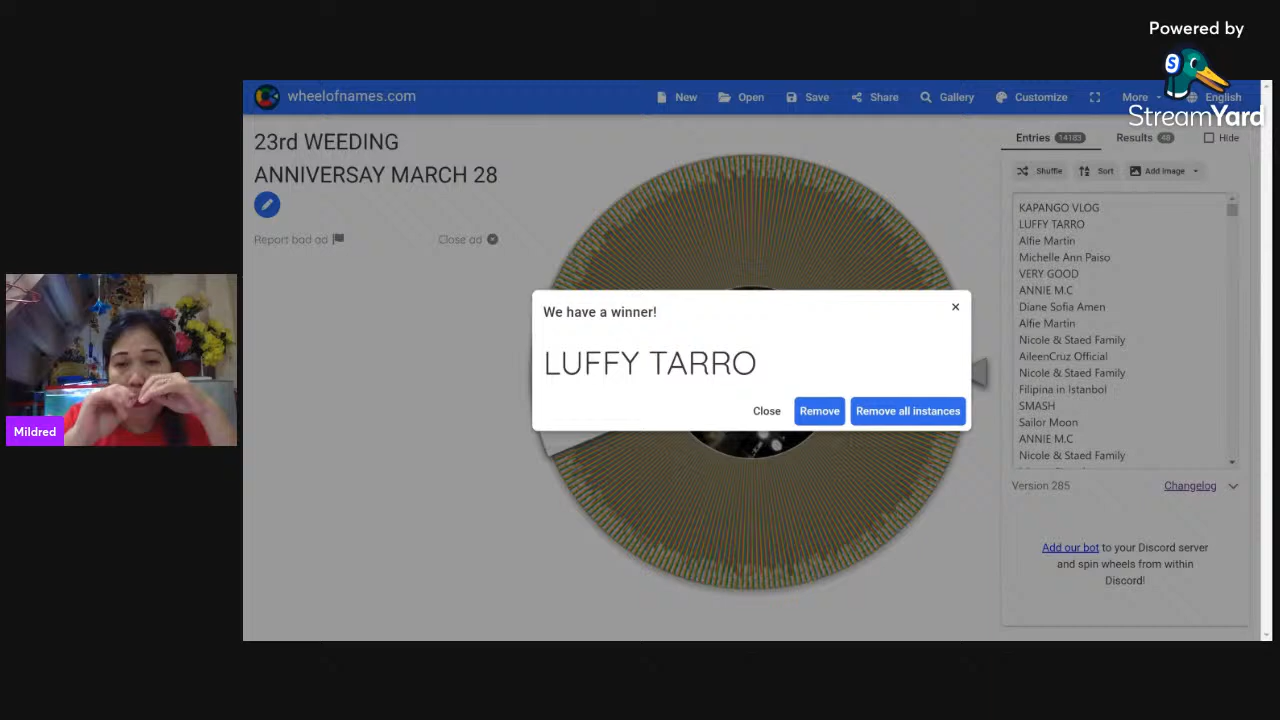 Powered by
StreamYard
wheelofnames.com
New
Open
Save
Share
Gallery
Customize
More
English
23rd WEEDING
ANNIVERSAY MARCH 28
Report bad ad
Close ad
Entries 14183
Results 48
Hide
Shuffle
Sort
Add Image
KAPANGO VLOG
LUFFY TARRO
Alfie Martin
Michelle Ann Paiso
VERY GOOD
ANNIE M.C
Diane Sofia Amen
Alfie Martin
Nicole & Staed Family
AileenCruz Official
Nicole & Staed Family
Filipina in Istanbol
SMASH
Sailor Moon
ANNIE M.C
Nicole & Staed Family
We have a winner!
LUFFY TARRO
Close
Remove
Remove all instances
Mildred
Version 285
Changelog
Add our bot to your Discord server
and spin wheels from within
Discord!